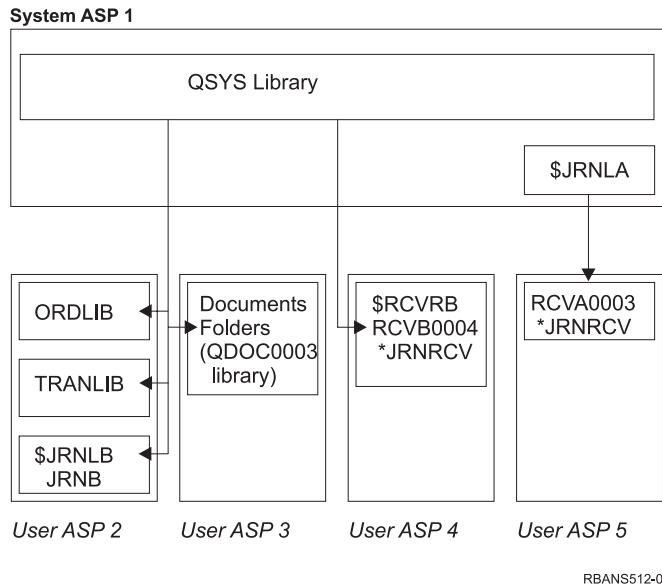 System ASP 1
QSYS Library
$JRNLA
ORDLIB
TRANLIB
$JRNLB
JRNB
Documents
Folders
(QDOC0003
library)
$RCVRB
RCVB0004
*JRNRCV
RCVA0003
*JRNRCV
User ASP 2
User ASP 3
User ASP 4
User ASP 5
RBANS512-0